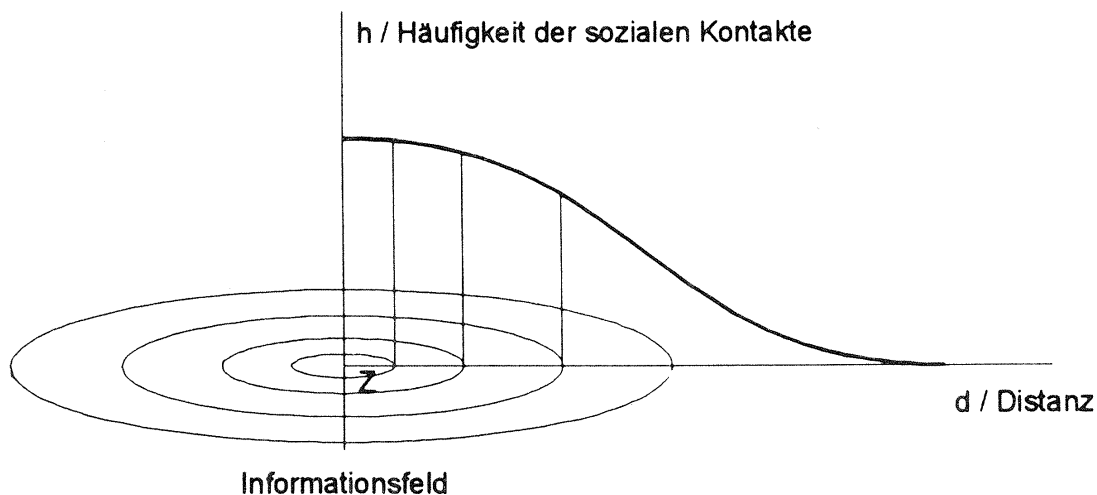 h / Häufigkeit der sozialen Kontakte
Z
d / Distanz
Informationsfeld